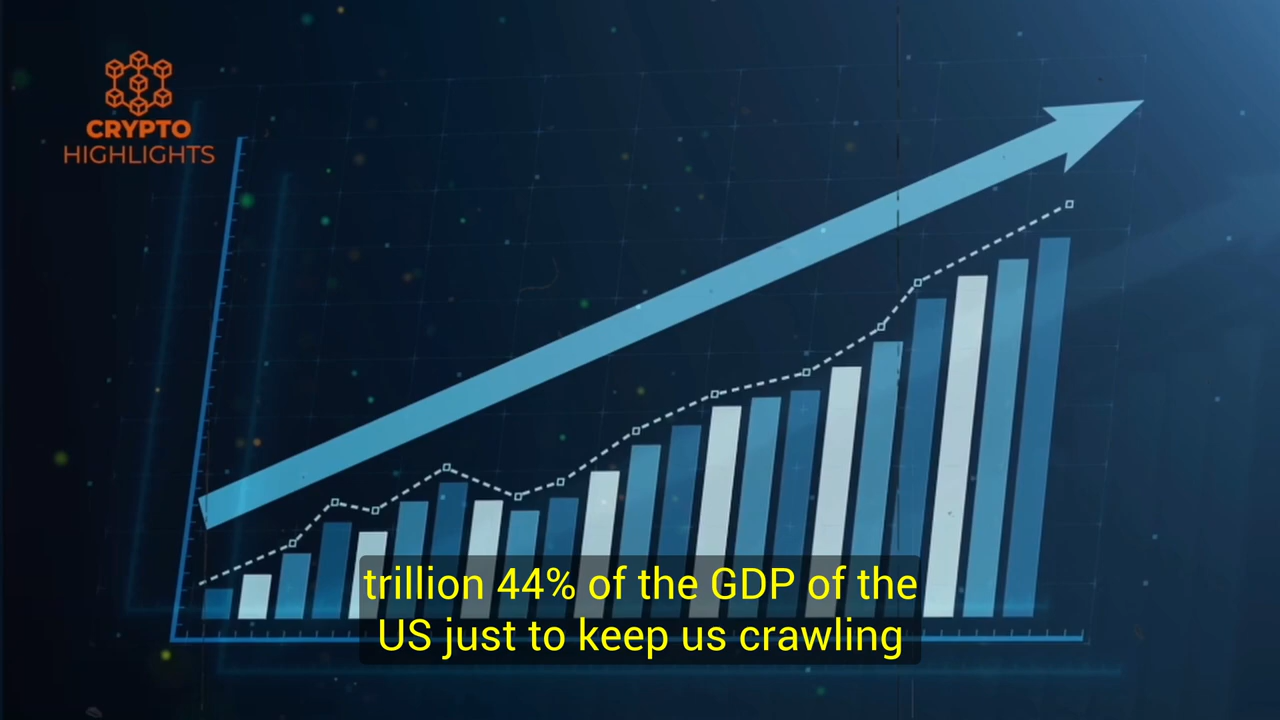 CRYPTO
HIGHLIGHTS
trillion 44% of the GDP of the
US just to keep us crawling